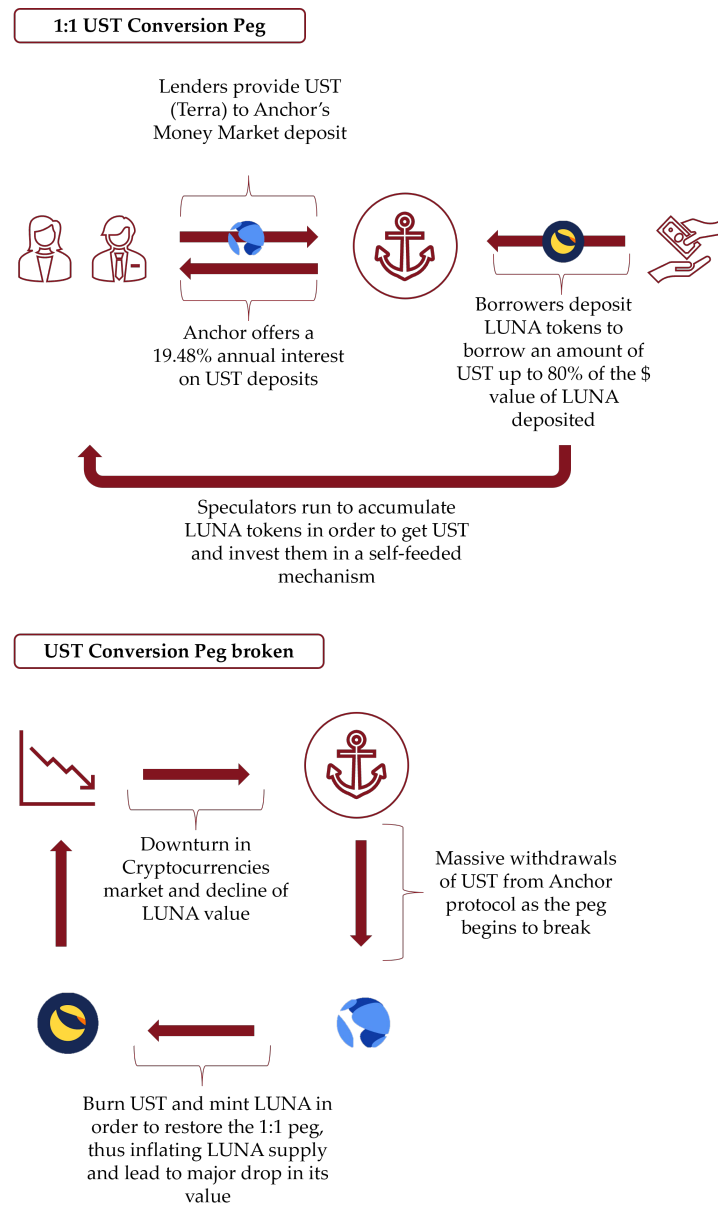 1:1 UST Conversion Peg
Lenders provide UST
(Terra) to Anchor’s
Money Market deposit
Anchor offers a
19.48% annual interest
on UST deposits
Borrowers deposit
LUNA tokens to
borrow an amount of
UST up to 80% of the $
value of LUNA
deposited
Speculators run to accumulate
LUNA tokens in order to get UST
and invest them in a self-feeded
mechanism
UST Conversion Peg broken
Downturn in
Cryptocurrencies
market and decline of
LUNA value
Massive withdrawals
of UST from Anchor
protocol as the peg
begins to break
Burn UST and mint LUNA in
order to restore the 1:1 peg,
thus inflating LUNA supply
and lead to major drop in its
value